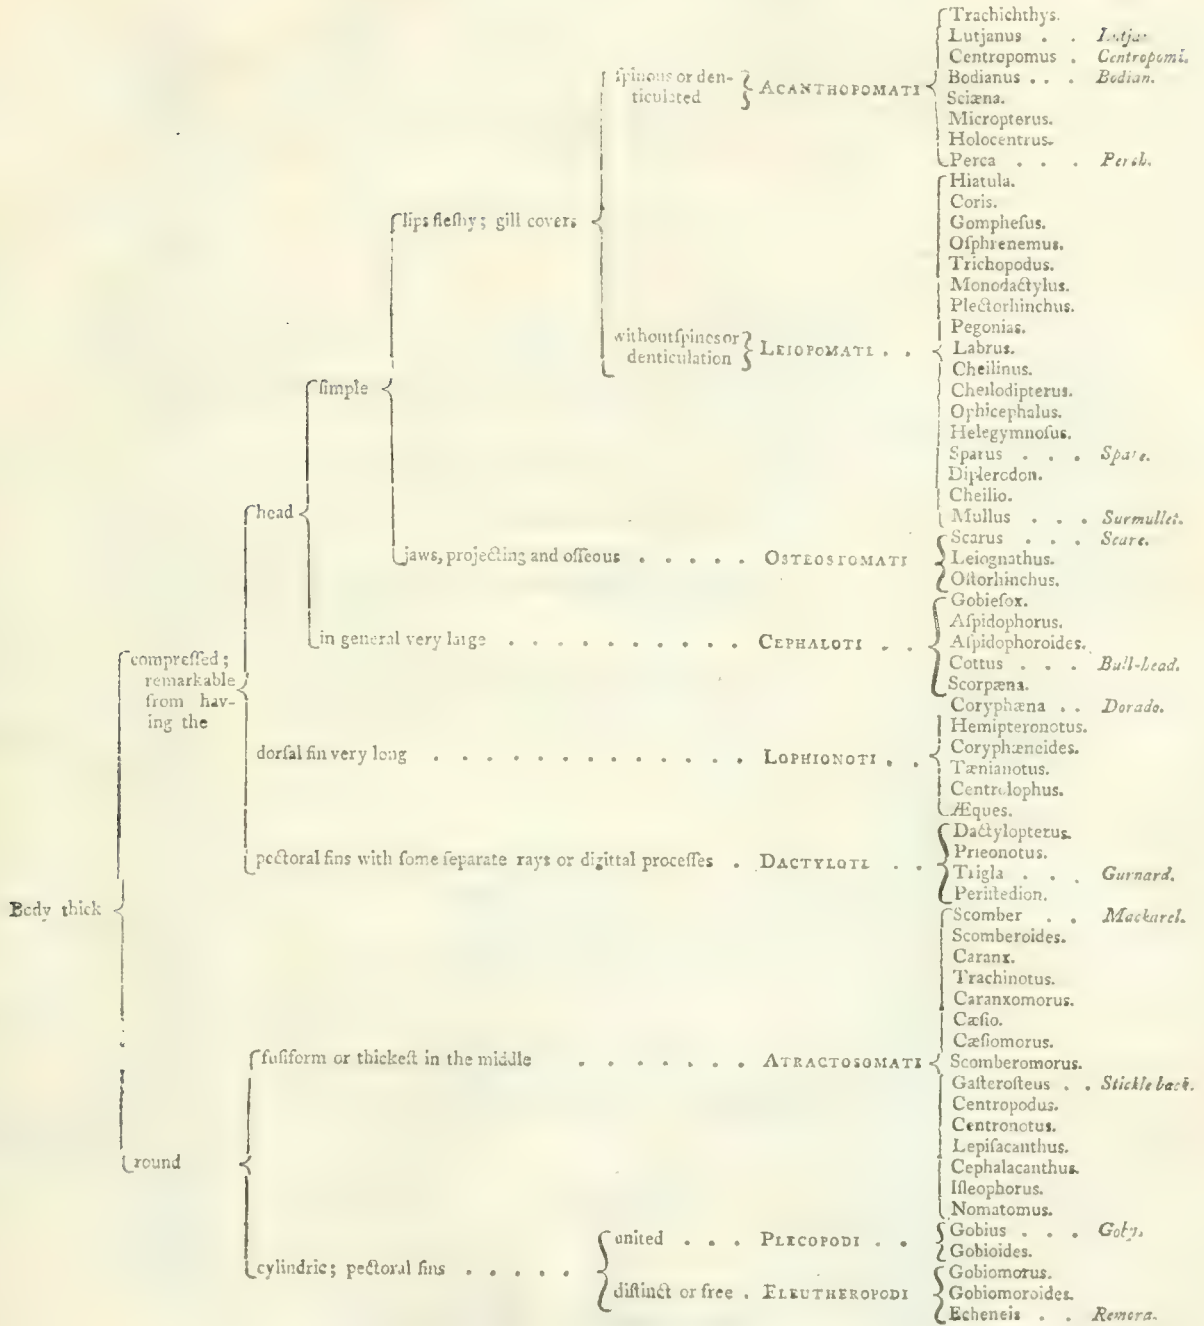 Trachichthys.
Lutjanus . .
Centropomus . Centropomi.
ſpinous or den-
ticulated
ACANTHOPOMATI
Bodianus . . . Bodian.
Sciæna.
Micropterus.
Holocentrus.
Perca . . . Perch.
lips fleſhy; gill covers
Hiatula.
Coris.
Gompheſus.
Oſphrenemus.
Trichopodus.
Monodactylus.
Plectorhinchus.
Pegonias.
without ſpines or
denticulation
LEIOPOMATI . .
Labrus.
Cheilinus.
Cheilodipterus.
Ophicephalus.
Helegymnoſus.
Sparus . . . Spare.
Diplerodon.
Cheilio.
Mullus . . . Surmullet.
ſimple
head
jaws, projecting and oſſeous . . . . . OSTEOSTOMATI
Scarus . . . Scare.
Leiognathus.
Oſtorhinchus.
in general very large . . . . . . . . . . CEPHALOTI . .
Gobieſox.
Aſpidophorus.
Aſpidophoroides.
Cottus . . . Bull-head.
Scorpæna.
compreſſed;
remarkable
from hav-
ing the
dorſal fin very long . . . . . . . . . . . . . LOPHIONOTI . .
Coryphæna . . Dorado.
Hemipteronotus.
Coryphænoides.
Tænianotus.
Centrolophus.
Æques.
pectoral fins with ſome ſeparate rays or digittal proceſſes . DACTYLOTI . .
Dactylopterus.
Prieonotus.
Trigla . . . Gurnard.
Periſtedion.
Body thick
fuſiform or thickeſt in the middle . . . . . . . ATRACTOSOMATI
Scomber . . Mackarel.
Scomberoides.
Caranx.
Trachinotus.
Caranxomorus.
Cæſio.
Cæſiomorus.
Scomberomorus.
Gaſteroſteus . . Stickle back.
Centropodus.
Centronotus.
Lepiſacanthus.
Cephalacanthus.
Iſleophorus.
Nomatomus.
round
cylindric; pectoral fins . . . . .
united . . . PLECOPODI . .
Gobius . . . Goby.
Gobioides.
diſtinct or free . ELEUTHEROPODI
Gobiomorus.
Gobiomoroides.
Echeneis . . Remora.